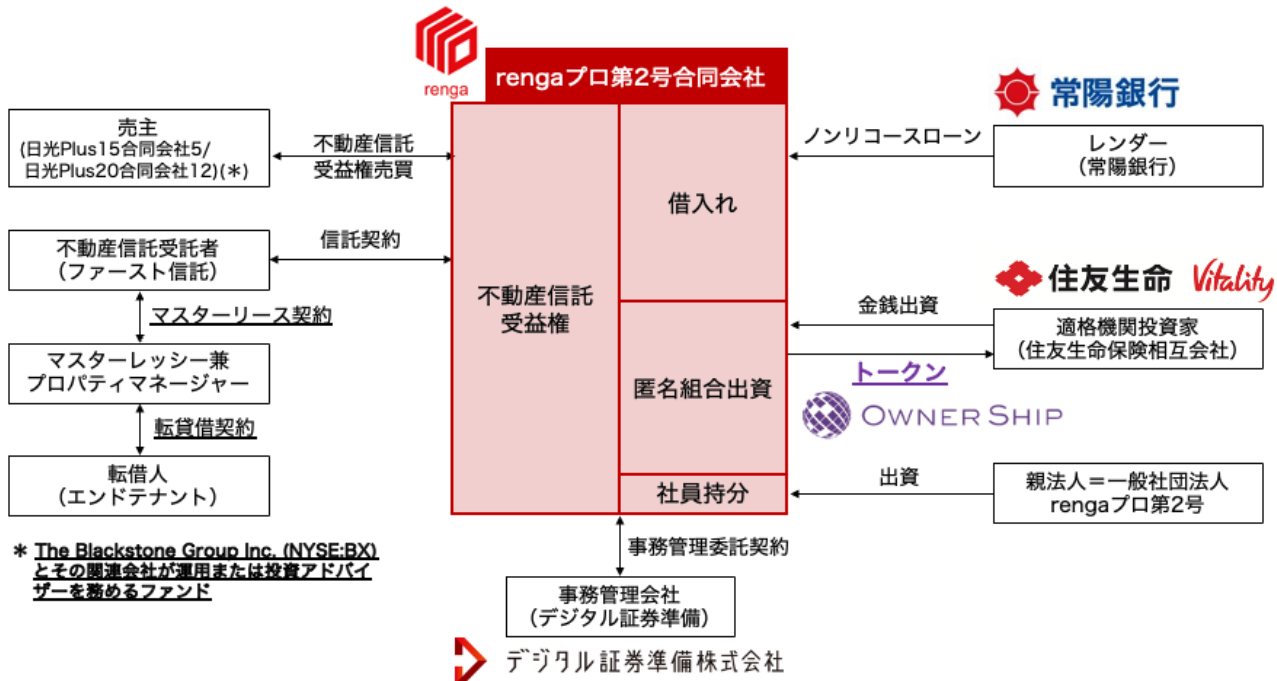 renga
rengaプロ第2号合同会社
常陽銀行
売主
(日光Plus15合同会社5/
日光Plus20合同会社12)(＊)
不動産信託
受益権売買
ノンリコースローン
レンダー
（常陽銀行）
借入れ
不動産信託受託者
（ファースト信託）
信託契約
不動産信託
受益権
住友生命 Vitality
マスターリース契約
金銭出資
適格機関投資家
（住友生命保険相互会社）
マスターレッシー兼
プロパティマネージャー
匿名組合出資
トークン
OWNER SHIP
転貸借契約
転借人
（エンドテナント）
社員持分
出資
親法人＝一般社団法人
rengaプロ第2号
＊ The Blackstone Group Inc. (NYSE:BX)
とその関連会社が運用または投資アドバイ
ザーを務めるファンド
事務管理委託契約
事務管理会社
（デジタル証券準備）
デジタル証券準備株式会社